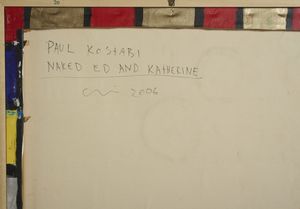 PAUL KOSTABI
NAKED ED AND KATHERINE
2006